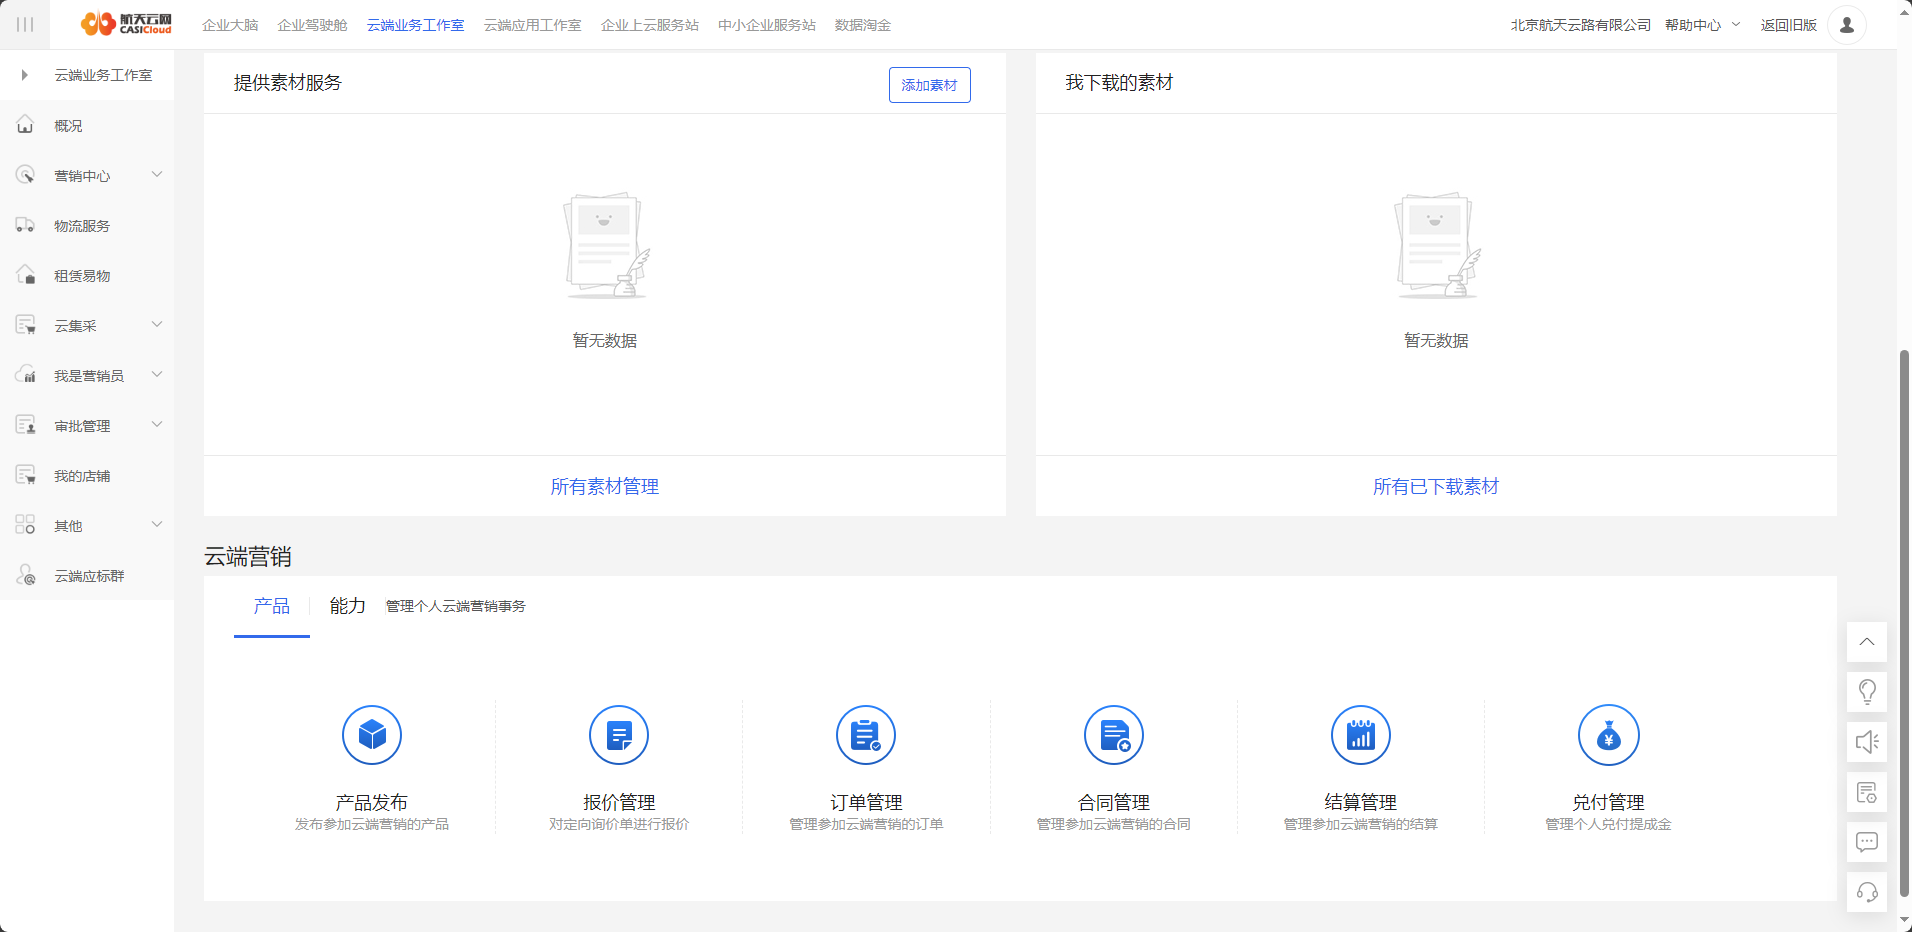 航天云网
CASICloud
企业大脑
企业驾驶舱
云端业务工作室
云端应用工作室
企业上云服务站
中小企业服务站
数据淘金
北京航天云路有限公司
帮助中心
返回旧版
云端业务工作室
概况
营销中心
物流服务
租赁易物
云集采
我是营销员
审批管理
我的店铺
其他
云端应标群
提供素材服务
添加素材
暂无数据
所有素材管理
我下载的素材
暂无数据
所有已下载素材
云端营销
产品
能力
管理个人云端营销事务
产品发布
发布参加云端营销的产品
报价管理
对定向询价单进行报价
订单管理
管理参加云端营销的订单
合同管理
管理参加云端营销的合同
结算管理
管理参加云端营销的结算
¥
兑付管理
管理个人兑付提成金